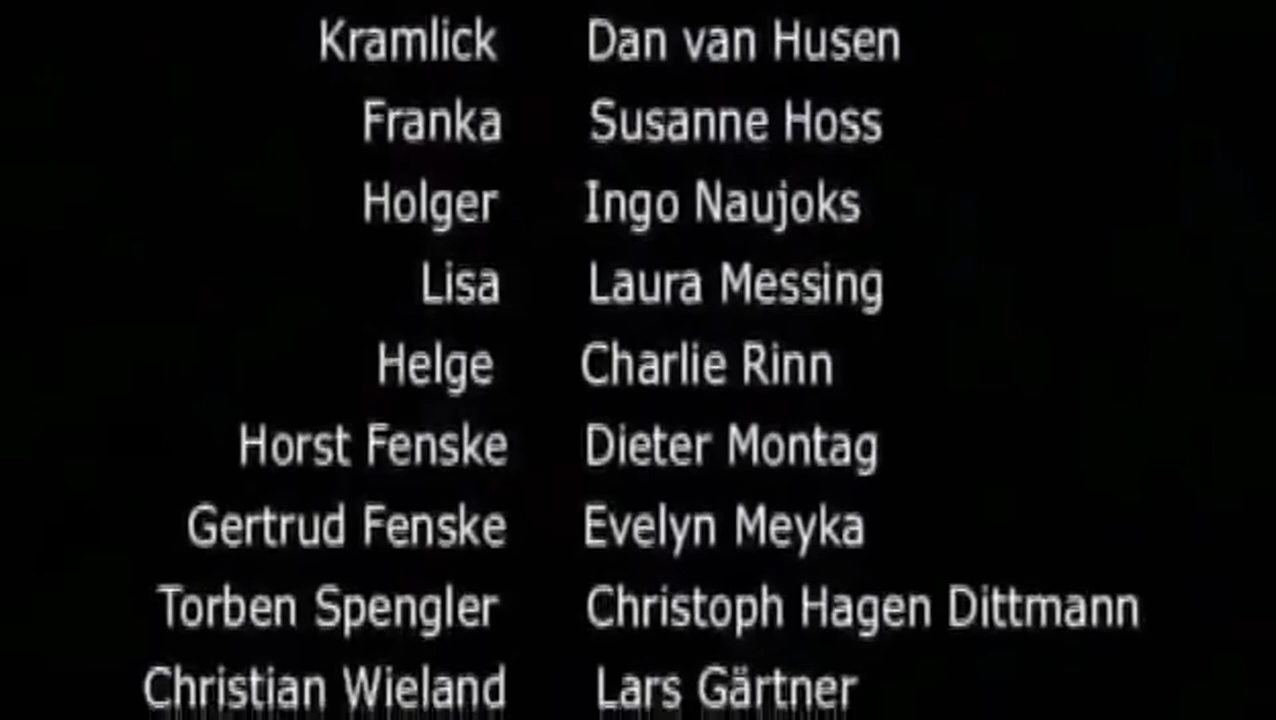 Kramlick Dan van Husen
Franka Susanne Hoss
Holger Ingo Naujoks
Lisa Laura Messing
Helge Charlie Rinn
Horst Fenske Dieter Montag
Gertrud Fenske Evelyn Meyka
Torben Spengler Christoph Hagen Dittmann
Christian Wieland Lars Gärtner